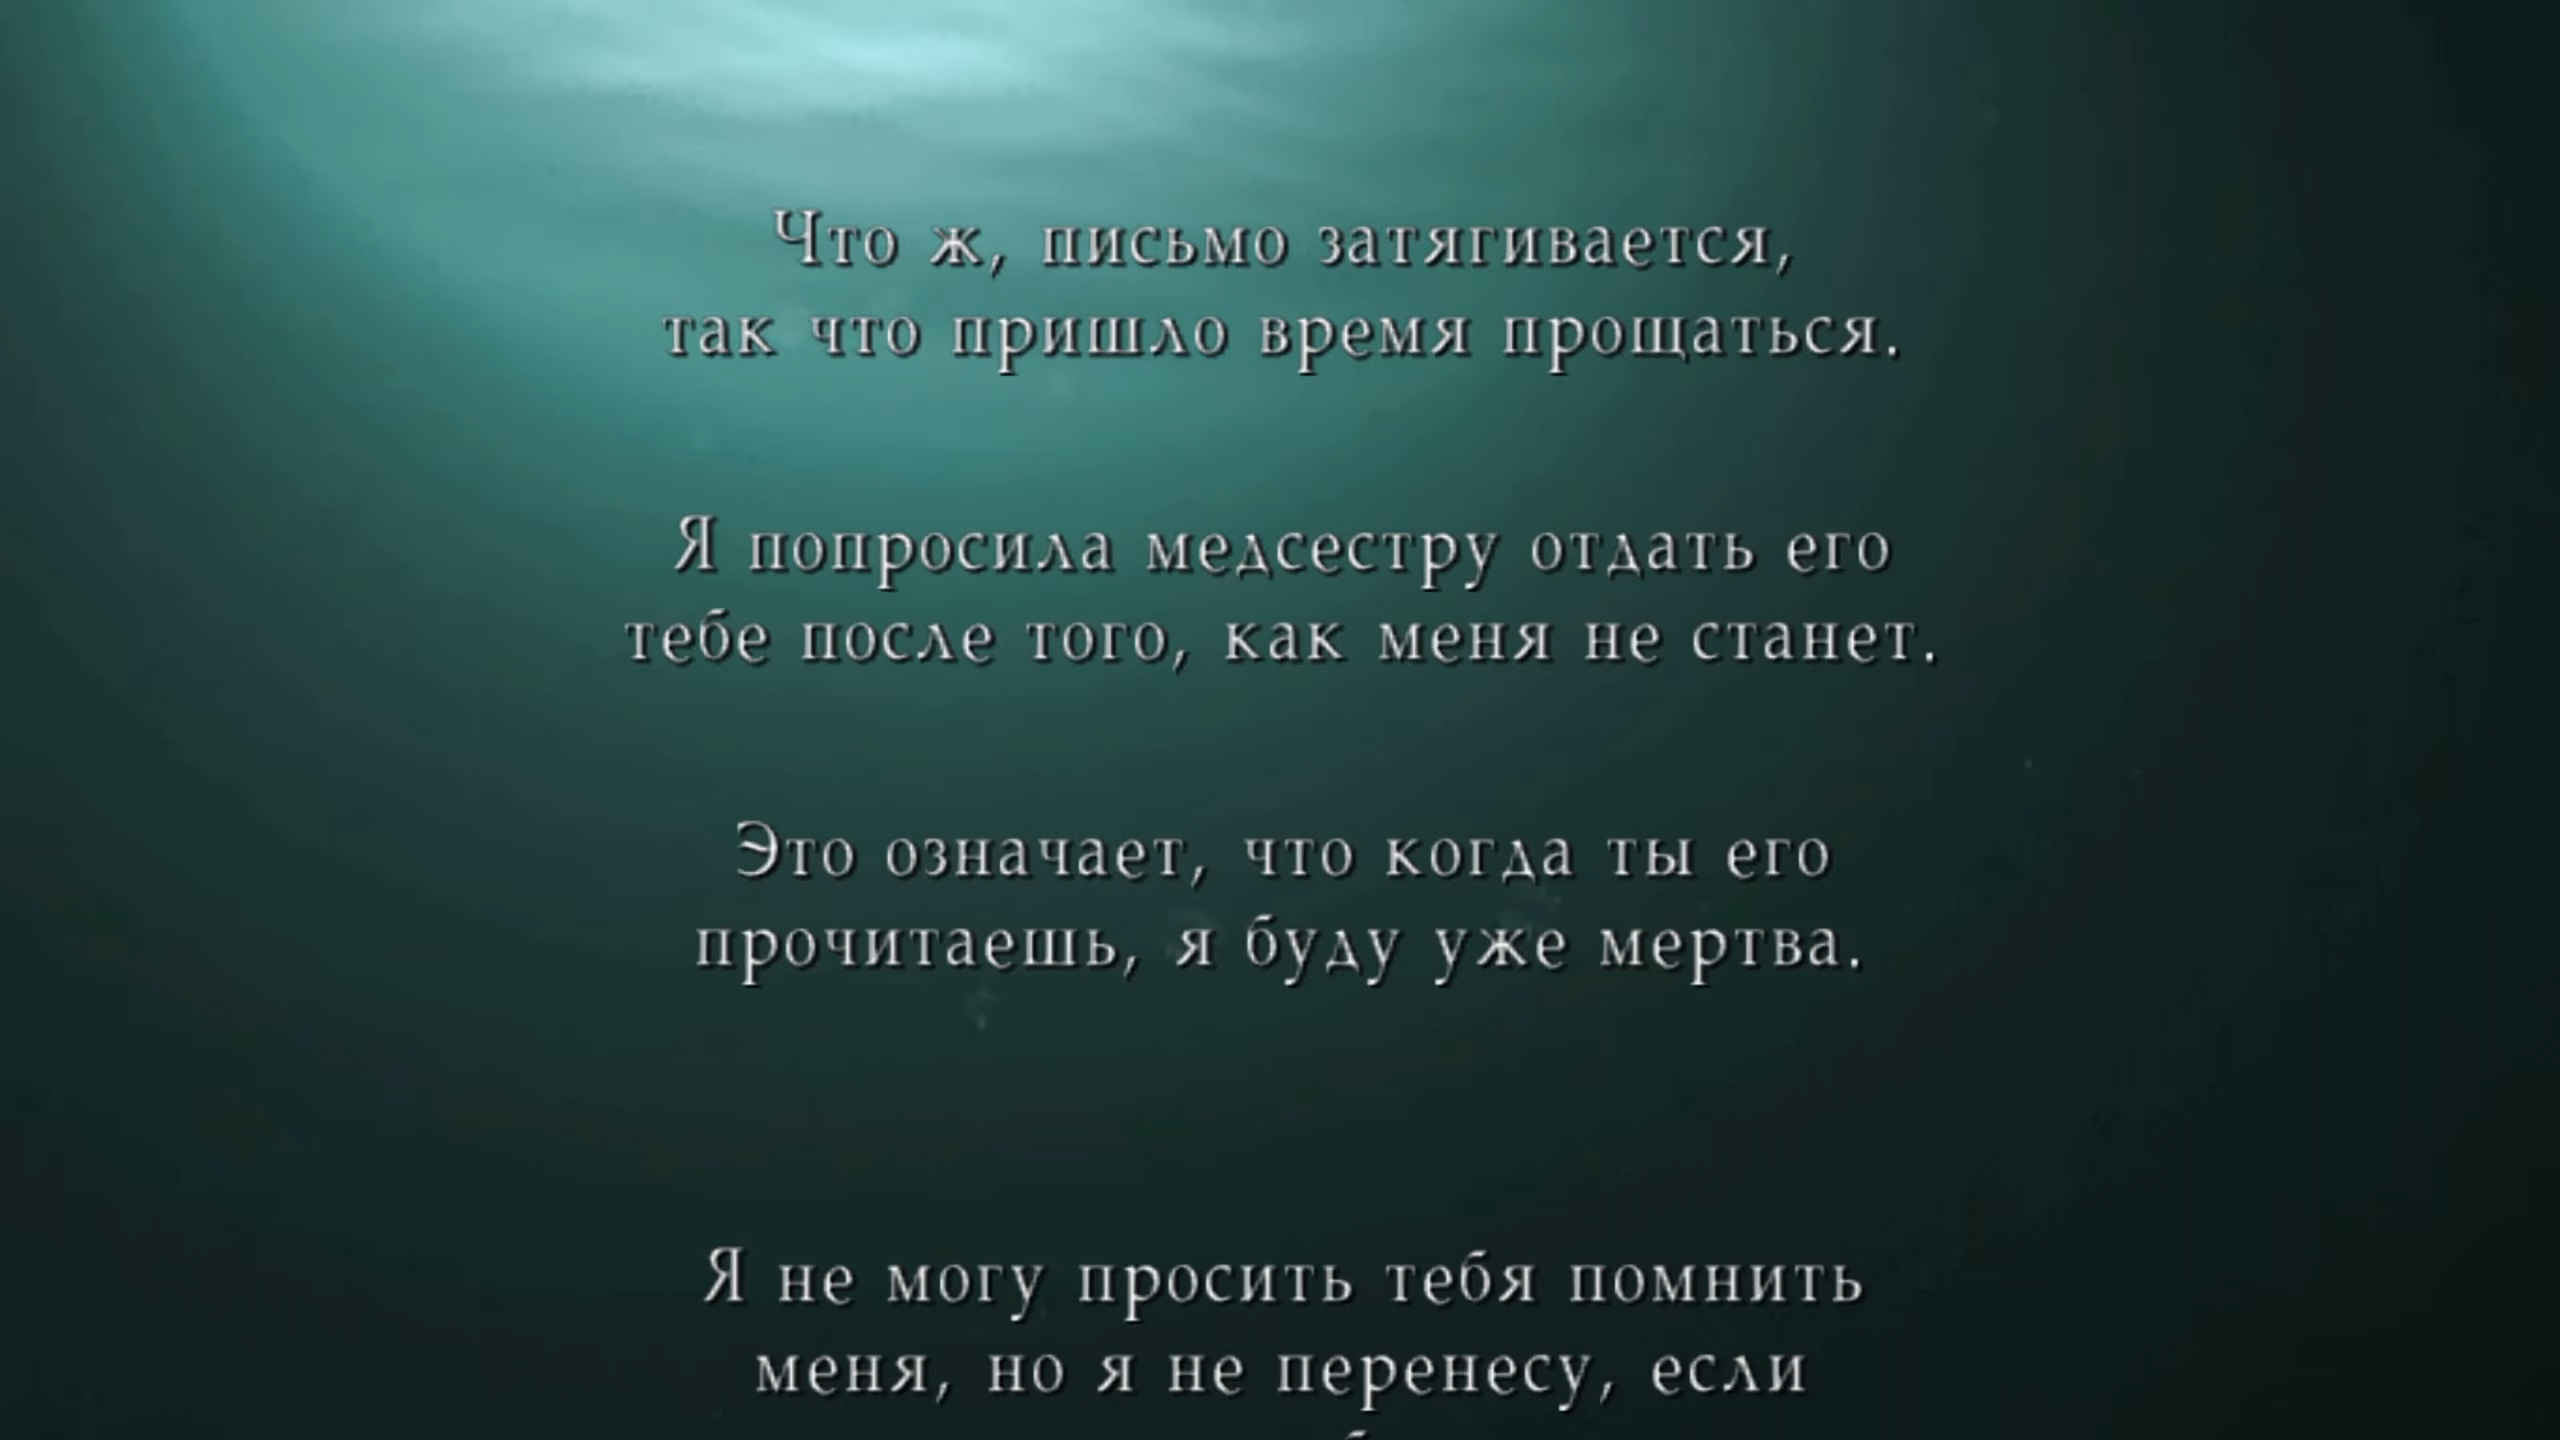 Что ж, письмо затягивается,
так что пришло время прощаться.
Я попросила медсестру отдать его
тебе после того, как меня не станет.
Это означает, что когда ты его
прочитаешь, я буду уже мертва.
Я не могу просить тебя помнить
меня, но я не перенесу, если